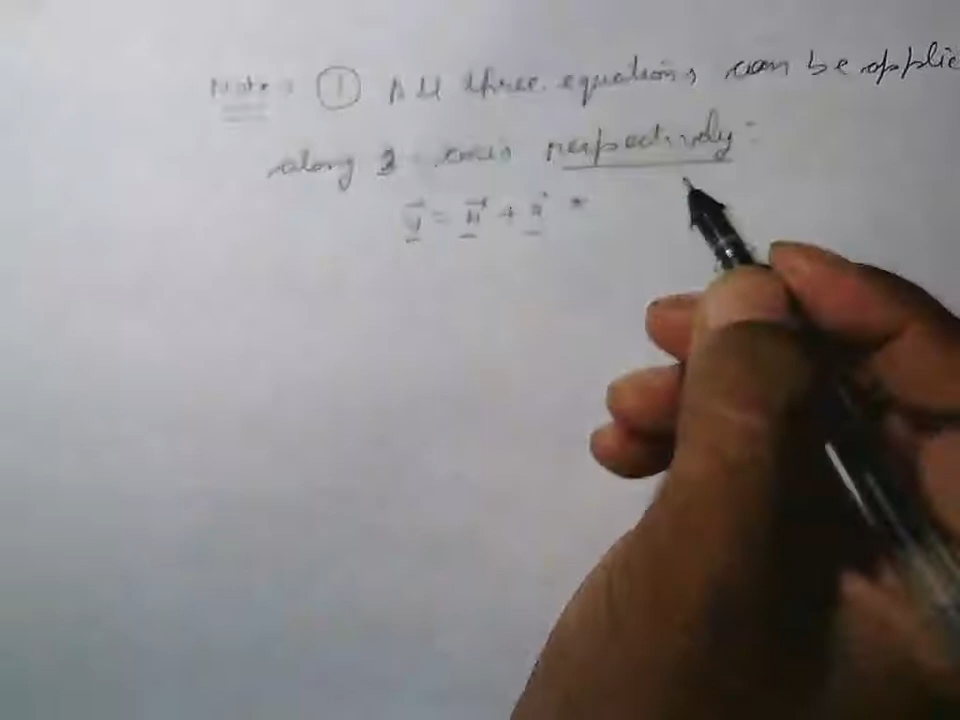 Note: ① All three equations can be applie
along 3 axis respectively:
v⃗ = u⃗ + a⃗